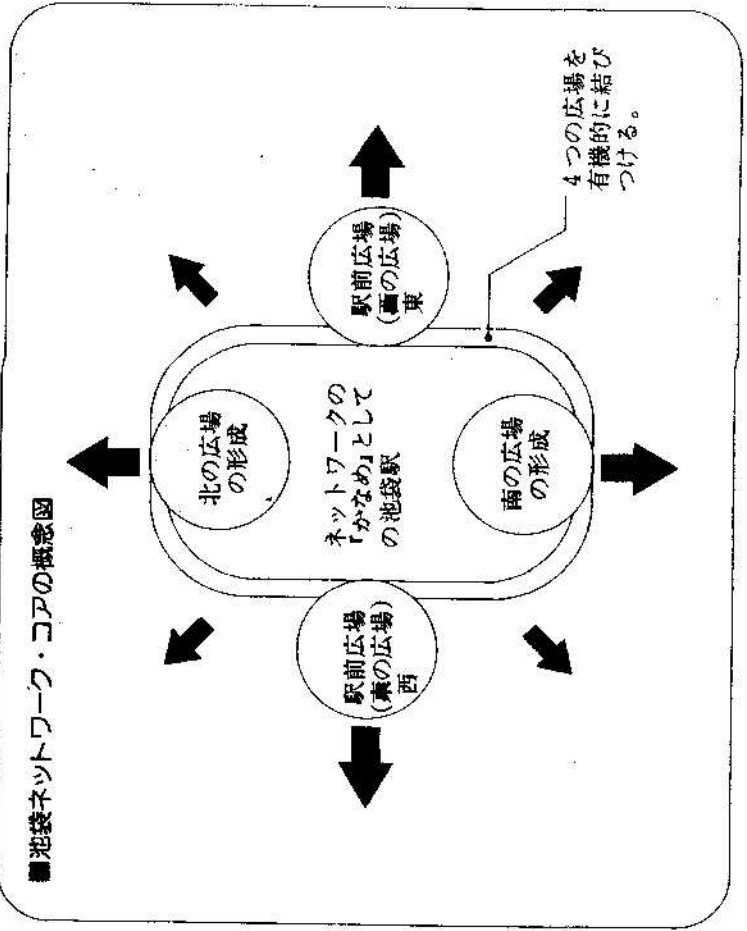 ■池袋ネットワーク・コアの概念図
北の広場
の形成
駅前広場
(の広場)
西
ネットワークの
「かなめ」として
の池袋駅
駅前広場
(の広場)
東
南の広場
の形成
4つの広場を
有機的に結び
つける。